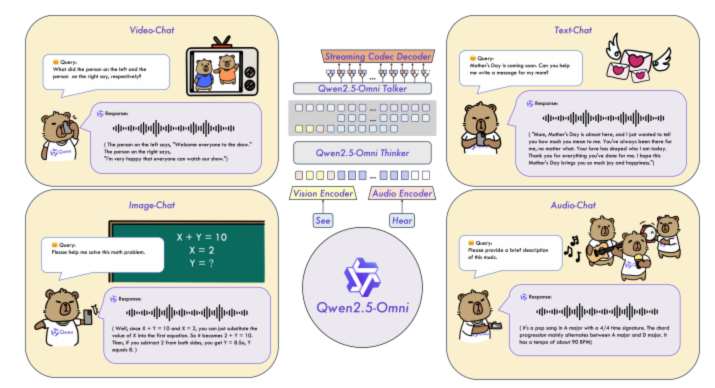 Video-Chat
Query:
What did the person on the left and the
person on the right say, respectively?
Response:
( The person on the left says, "Welcome everyone to the show."
The person on the right says,
"I'm very happy that everyone can watch our show.")
Qwen
Streaming Codec Decoder
...
Qwen2.5-Omni Talker
...
...
Qwen2.5-Omni Thinker
...
Vision Encoder
Audio Encoder
See
Hear
Qwen2.5-Omni
Text-Chat
Query:
Mother's Day is coming soon. Can you help
me write a message for my mom?
Response:
( "Mum, Mother's Day is almost here, and I just wanted to tell
you how much you mean to me. You've always been there for
me, no matter what. Your love has shaped who I am today.
Thank you for everything you've done for me. I hope this
Mother's Day brings you so much joy and happiness.")
Image-Chat
X + Y = 10
X = 2
Y = ?
Query:
Please help me solve this math problem.
Response:
( Well, since X + Y = 10 and X = 2, you can just substitute the
value of X into the first equation. So it becomes 2 + Y = 10.
Then, if you subtract 2 from both sides, you get Y = 8.So, Y
equals 8. )
Qwen
Audio-Chat
Query:
Please provide a brief description
of this music.
Response:
( It's a pop song in A major with a 4/4 time signature. The chord
progression mainly alternates between A major and D major. It
has a tempo of about 90 BPM)